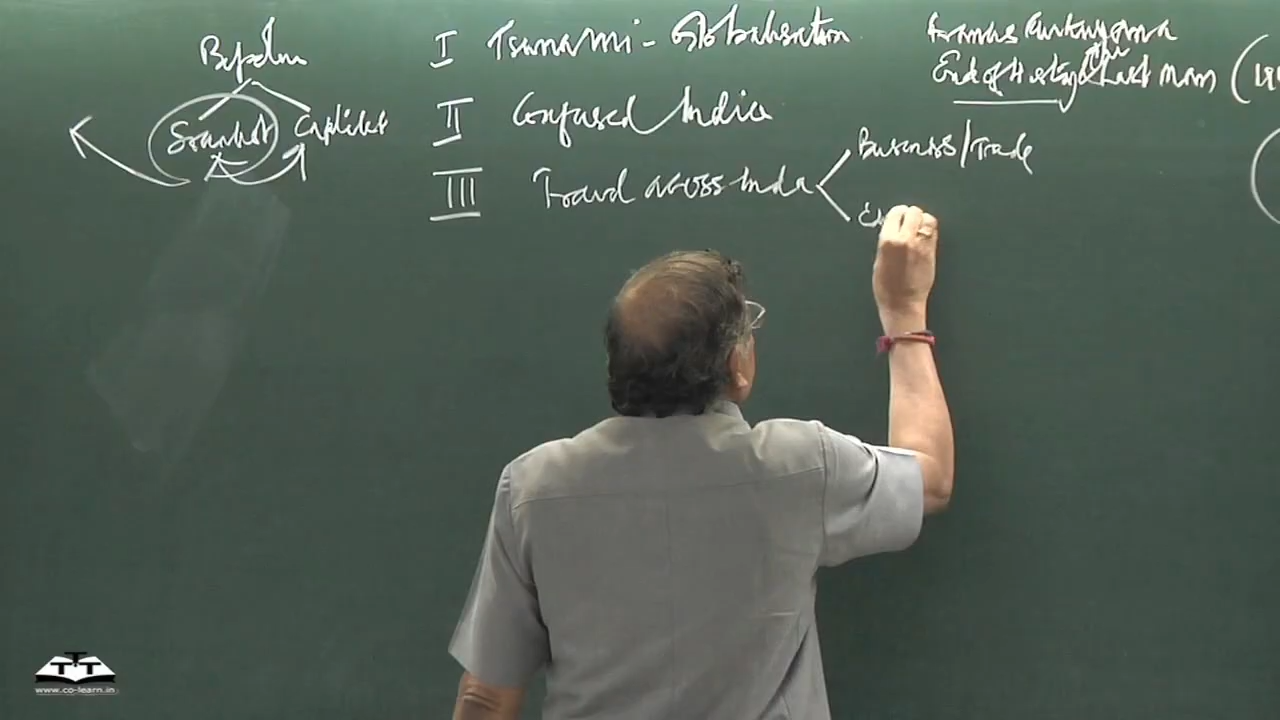 Bipolar
Socialist Capitalist
I Tsunami - Globalisation
II Confused India
III Travel across India
Business/Trade
Francis Fukuyama
End of History & the Last Man
TTT
www.co-learn.in